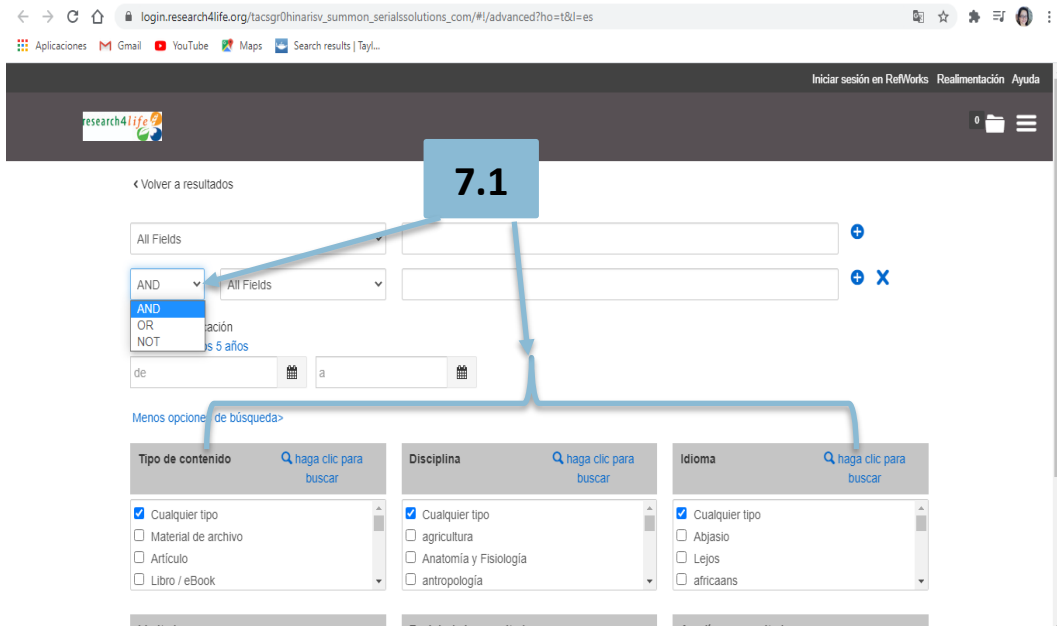 login.research4life.org/tacsgr0hinarisv_summon_serialssolutions_com/#!/advanced?ho=t&l=es
Aplicaciones Gmail YouTube Maps Search results | Tayl...
Iniciar sesión en RefWorks Realimentación Ayuda
research4life
0
7.1
Volver a resultados
All Fields
AND All Fields
AND
OR ación
NOT os 5 años
de a
Menos opciones de búsqueda>
Tipo de contenido haga clic para buscar
Disciplina haga clic para buscar
Idioma haga clic para buscar
Cualquier tipo
Material de archivo
Artículo
Libro / eBook
Cualquier tipo
agricultura
Anatomía y Fisiología
antropología
Cualquier tipo
Abjasio
Lejos
africaans